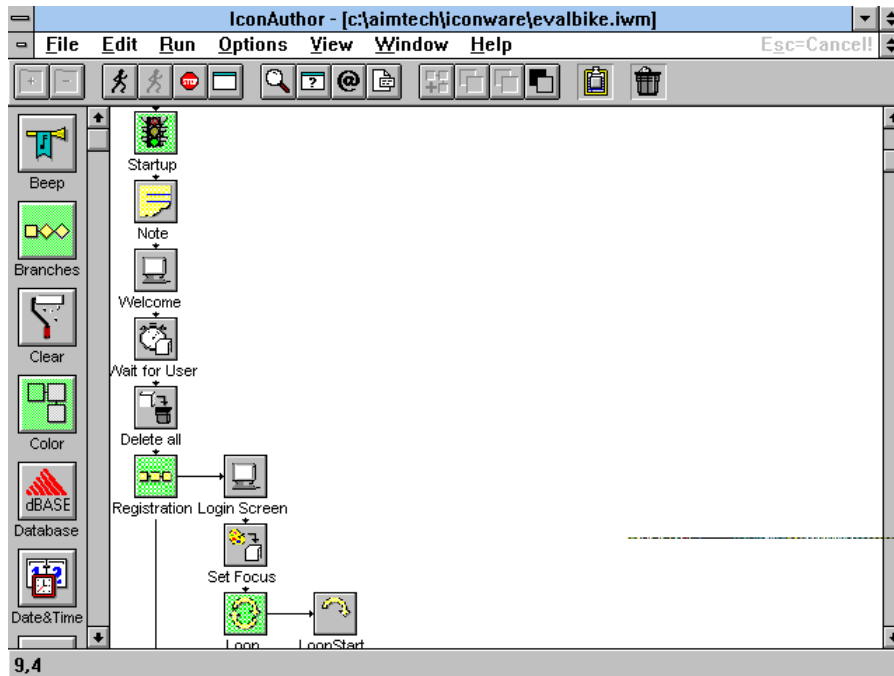 IconAuthor - [c:\aimtech\iconware\evalbike.iwm]
File Edit Run Options View Window Help Esc=Cancel!
Beep
Branches
Clear
Color
dBASE
Database
Date&Time
Startup
Note
Welcome
Wait for User
Delete all
Registration Login Screen
Set Focus
Loop LoopStart
9,4